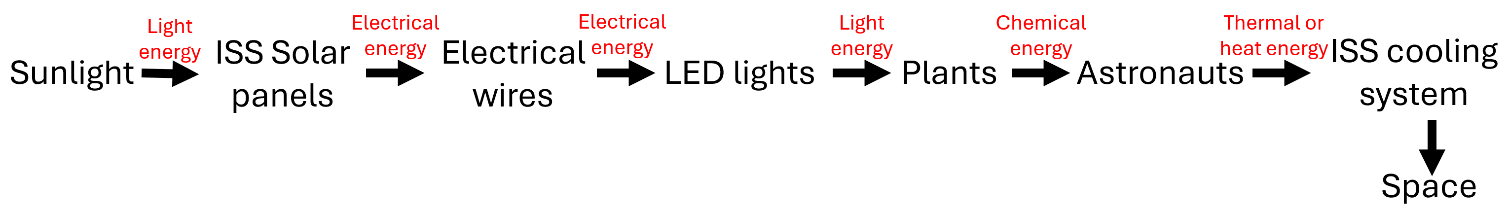 Sunlight
Light
energy
ISS Solar
panels
Electrical
energy
Electrical
wires
Electrical
energy
LED lights
Light
energy
Plants
Chemical
energy
Astronauts
Thermal or
heat energy
ISS cooling
system
Space